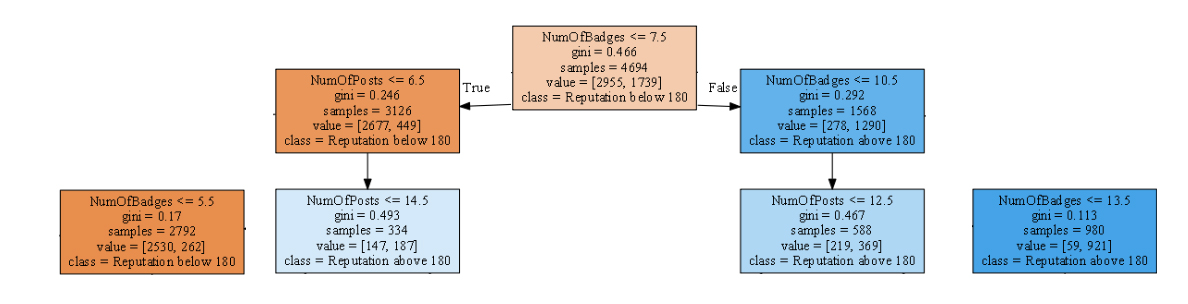 NumOfBadges <= 7.5
gini = 0.466
samples = 4694
value = [2955, 1739]
class = Reputation below 180
True
False
NumOfPosts <= 6.5
gini = 0.246
samples = 3126
value = [2677, 449]
class = Reputation below 180
NumOfBadges <= 10.5
gini = 0.292
samples = 1568
value = [278, 1290]
class = Reputation above 180
NumOfBadges <= 5.5
gini = 0.17
samples = 2792
value = [2530, 262]
class = Reputation below 180
NumOfPosts <= 14.5
gini = 0.493
samples = 334
value = [147, 187]
class = Reputation above 180
NumOfPosts <= 12.5
gini = 0.467
samples = 588
value = [219, 369]
class = Reputation above 180
NumOfBadges <= 13.5
gini = 0.113
samples = 980
value = [59, 921]
class = Reputation above 180